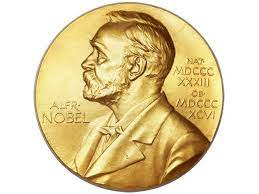 ALFR·
NOBEL
NAT·
MDCCC
XXXIII
OB·
MDCCC
XCVI